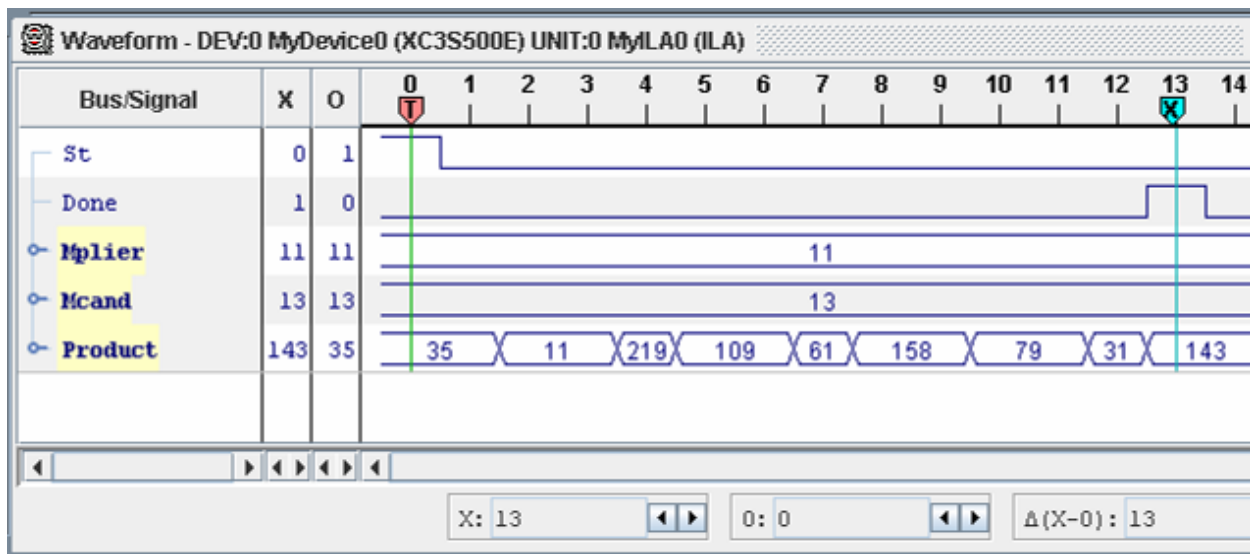 Waveform - DEV:0 MyDevice0 (XC3S500E) UNIT:0 MyILA0 (ILA)
Bus/Signal X O 0 1 2 3 4 5 6 7 8 9 10 11 12 13 14
T X
St 0 1
Done 1 0
Mplier 11 11 11
Mcand 13 13 13
Product 143 35 35 11 219 109 61 158 79 31 143
X: 13 O: 0 Δ(X-O): 13